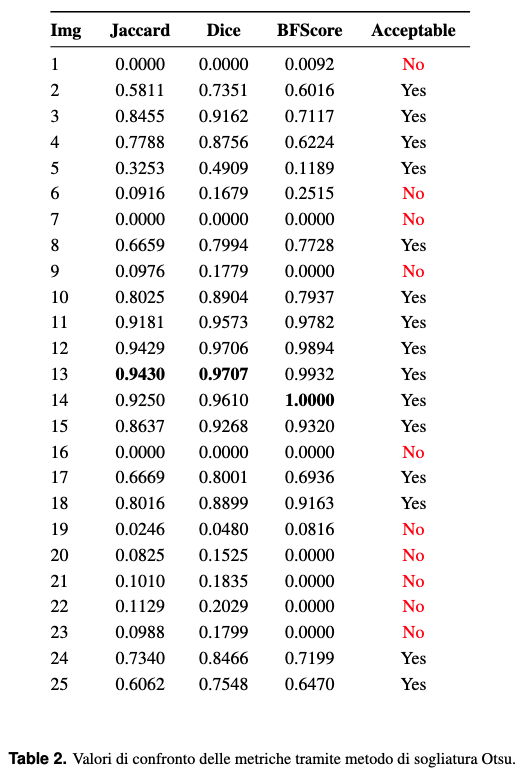 Img Jaccard Dice BFScore Acceptable
1 0.0000 0.0000 0.0092 No
2 0.5811 0.7351 0.6016 Yes
3 0.8455 0.9162 0.7117 Yes
4 0.7788 0.8756 0.6224 Yes
5 0.3253 0.4909 0.1189 Yes
6 0.0916 0.1679 0.2515 No
7 0.0000 0.0000 0.0000 No
8 0.6659 0.7994 0.7728 Yes
9 0.0976 0.1779 0.0000 No
10 0.8025 0.8904 0.7937 Yes
11 0.9181 0.9573 0.9782 Yes
12 0.9429 0.9706 0.9894 Yes
13 0.9430 0.9707 0.9932 Yes
14 0.9250 0.9610 1.0000 Yes
15 0.8637 0.9268 0.9320 Yes
16 0.0000 0.0000 0.0000 No
17 0.6669 0.8001 0.6936 Yes
18 0.8016 0.8899 0.9163 Yes
19 0.0246 0.0480 0.0816 No
20 0.0825 0.1525 0.0000 No
21 0.1010 0.1835 0.0000 No
22 0.1129 0.2029 0.0000 No
23 0.0988 0.1799 0.0000 No
24 0.7340 0.8466 0.7199 Yes
25 0.6062 0.7548 0.6470 Yes
Table 2. Valori di confronto delle metriche tramite metodo di sogliatura Otsu.